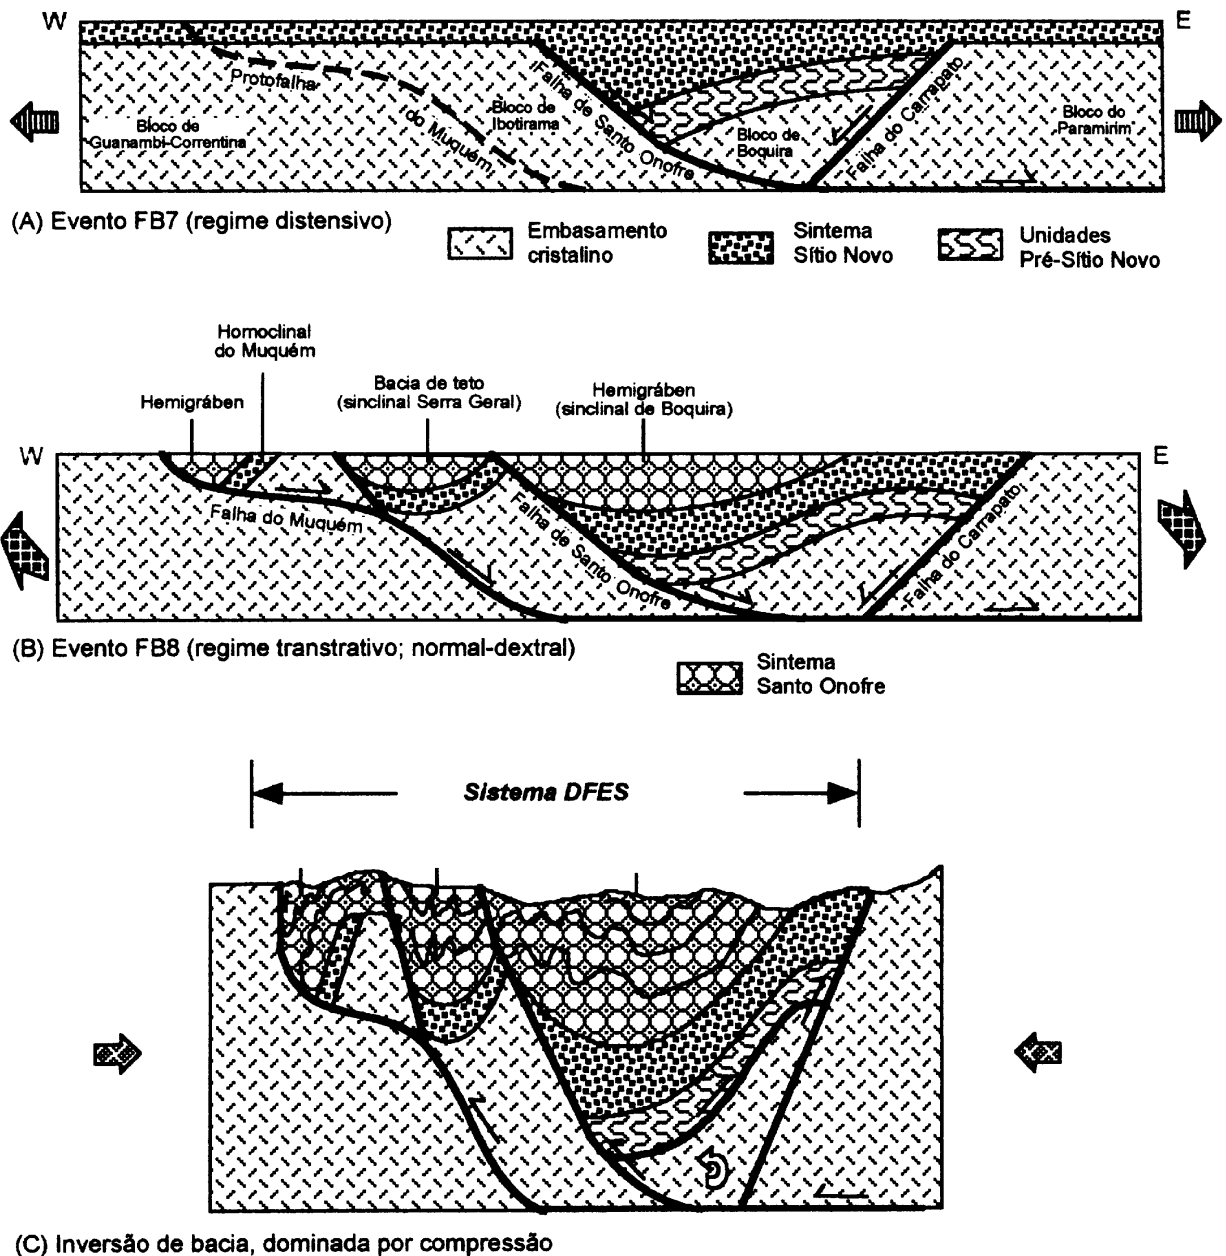 W
E
Protofalha
do Muquém
Bloco de
Guanambi-Correntina
Bloco de
Ibotirama
Falha de Santo Onofre
Bloco de
Boquira
Falha do Carrapato
Bloco do
Paramirim
(A) Evento FB7 (regime distensivo)
Embasamento
cristalino
Sintema
Sítio Novo
Unidades
Pré-Sítio Novo
Homoclinal
do Muquém
Hemigráben
Bacia de teto
(sinclinal Serra Geral)
Hemigráben
(sinclinal de Boquira)
W
E
Falha do Muquém
Falha de Santo Onofre
Falha do Carrapato
(B) Evento FB8 (regime transtrativo; normal-dextral)
Sintema
Santo Onofre
Sistema DFES
(C) Inversão de bacia, dominada por compressão